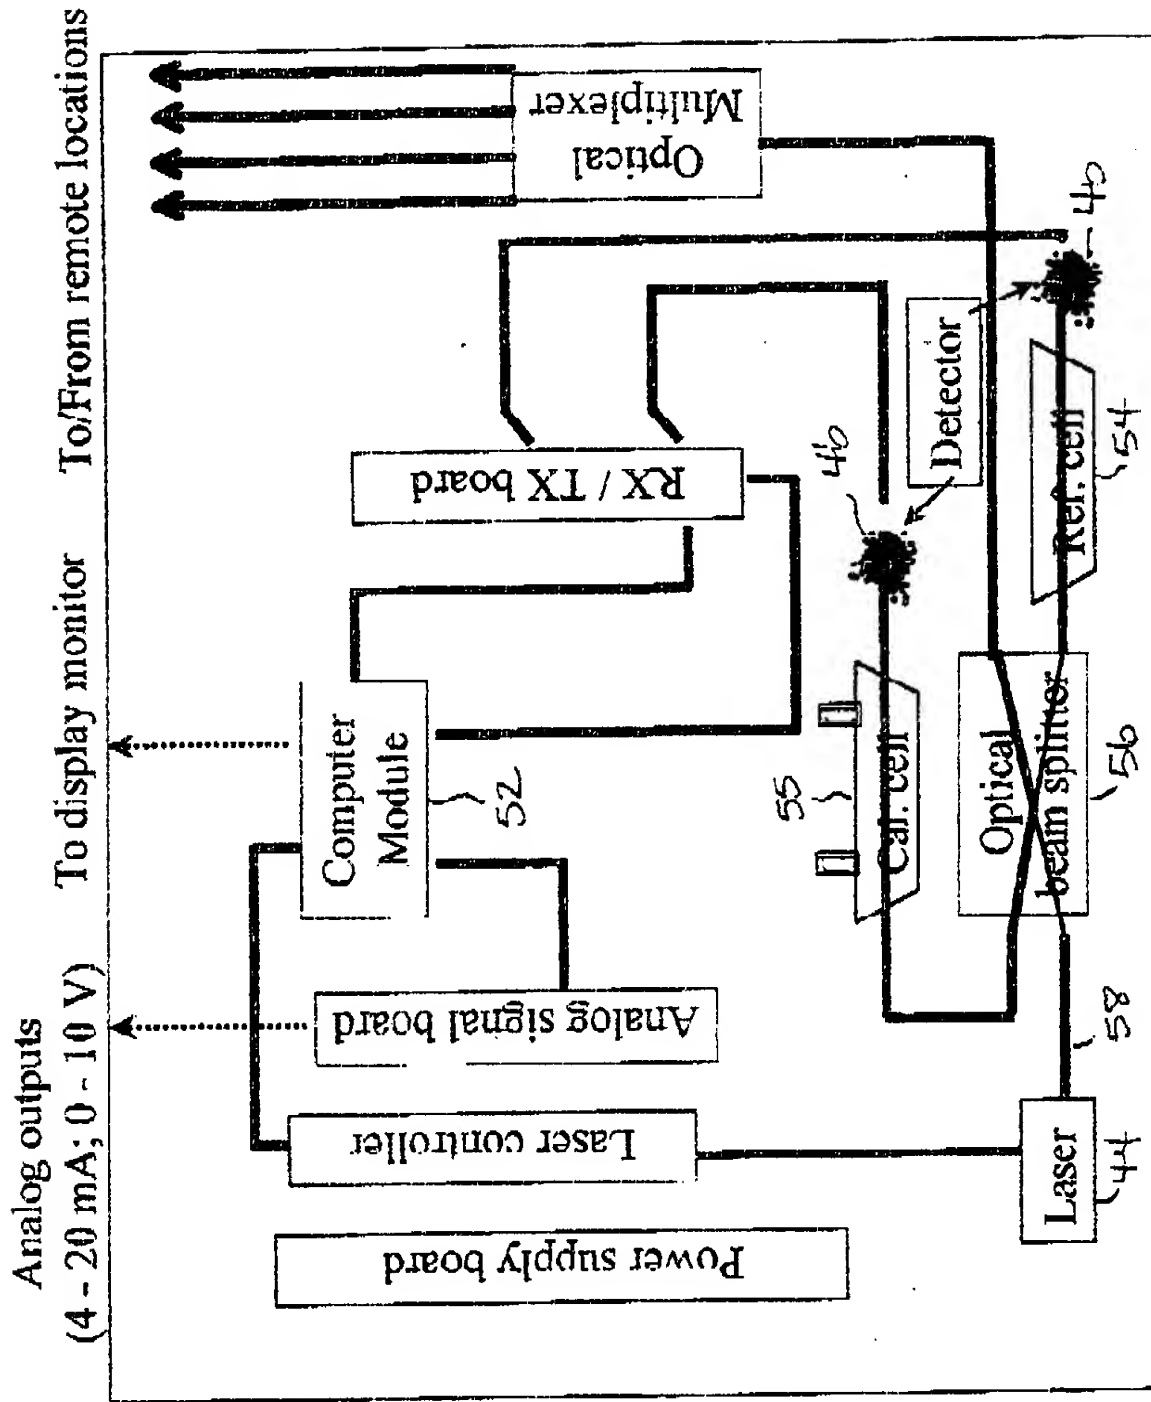 Analog outputs
(4 - 20 mA; 0 - 10 V)
To display monitor
To/From remote locations
Power supply board
Laser controller
Analog signal board
Computer
Module
52
RX / TX board
Optical
Multiplexer
Laser
44
58
Optical
beam splitter
56
Cal. cell
55
46
Detector
Ref. cell
54
46